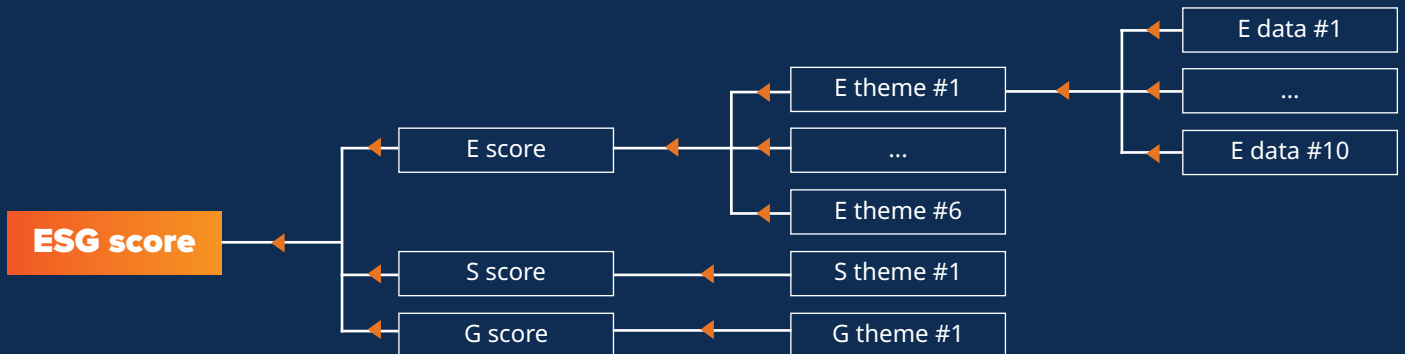 E data #1
E theme #1
...
E score
...
E data #10
E theme #6
ESG score
S score
S theme #1
G score
G theme #1